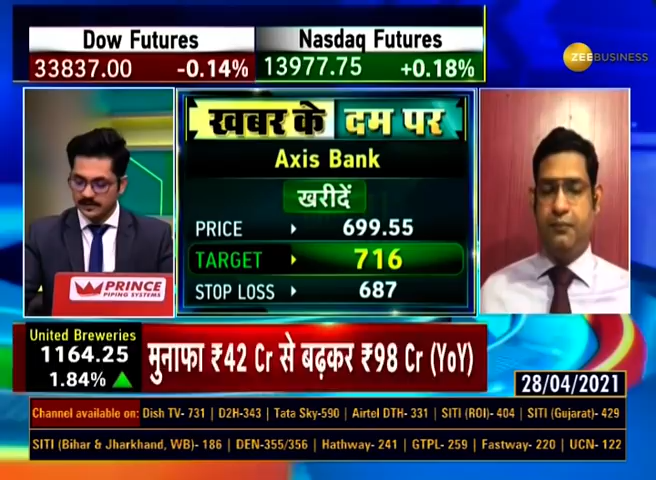 Dow Futures
33837.00 -0.14%
Nasdaq Futures
13977.75 +0.18%
ZEE BUSINESS
खबर के दम पर
Axis Bank
खरीदें
PRICE 699.55
TARGET 716
STOP LOSS 687
PRINCE
PIPING SYSTEMS
United Breweries
1164.25
1.84%
मुनाफा ₹42 Cr से बढ़कर ₹98 Cr (YoY)
28/04/2021
Channel available on: Dish TV- 731 | D2H-343 | Tata Sky-590 | Airtel DTH- 331 | SITI (ROI)- 404 | SITI (Gujarat)- 429
SITI (Bihar & Jharkhand, WB)- 186 | DEN-355/356 | Hathway- 241 | GTPL- 259 | Fastway- 220 | UCN- 122